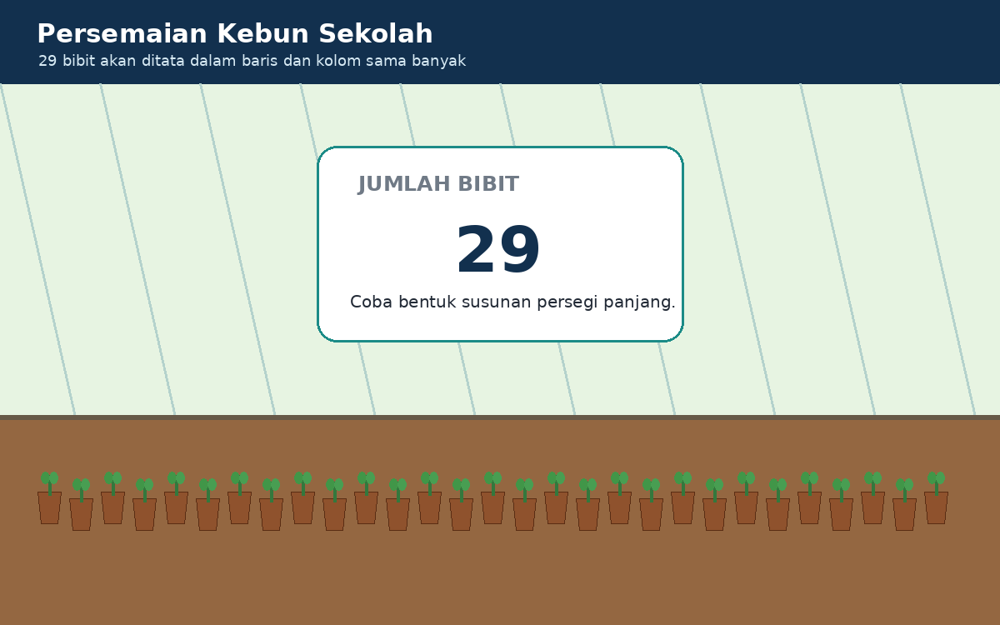 Persemaian Kebun Sekolah
29 bibit akan ditata dalam baris dan kolom sama banyak
JUMLAH BIBIT
29
Coba bentuk susunan persegi panjang.